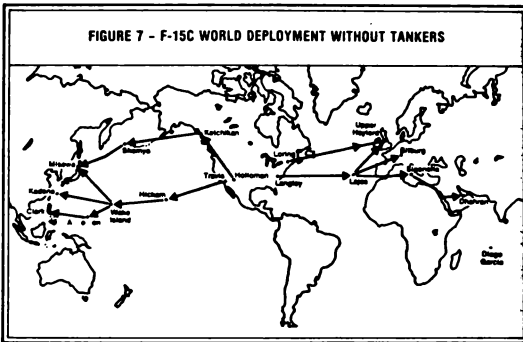 FIGURE 7 - F-15C WORLD DEPLOYMENT WITHOUT TANKERS
Ketchikan
Shemya
Misawa
Kadena
Clark
Wake
Island
Hickam
Travis
Holloman
Loring
Langley
Upper
Heyford
Bitburg
Lajes
Dhahran
Diego
Garcia